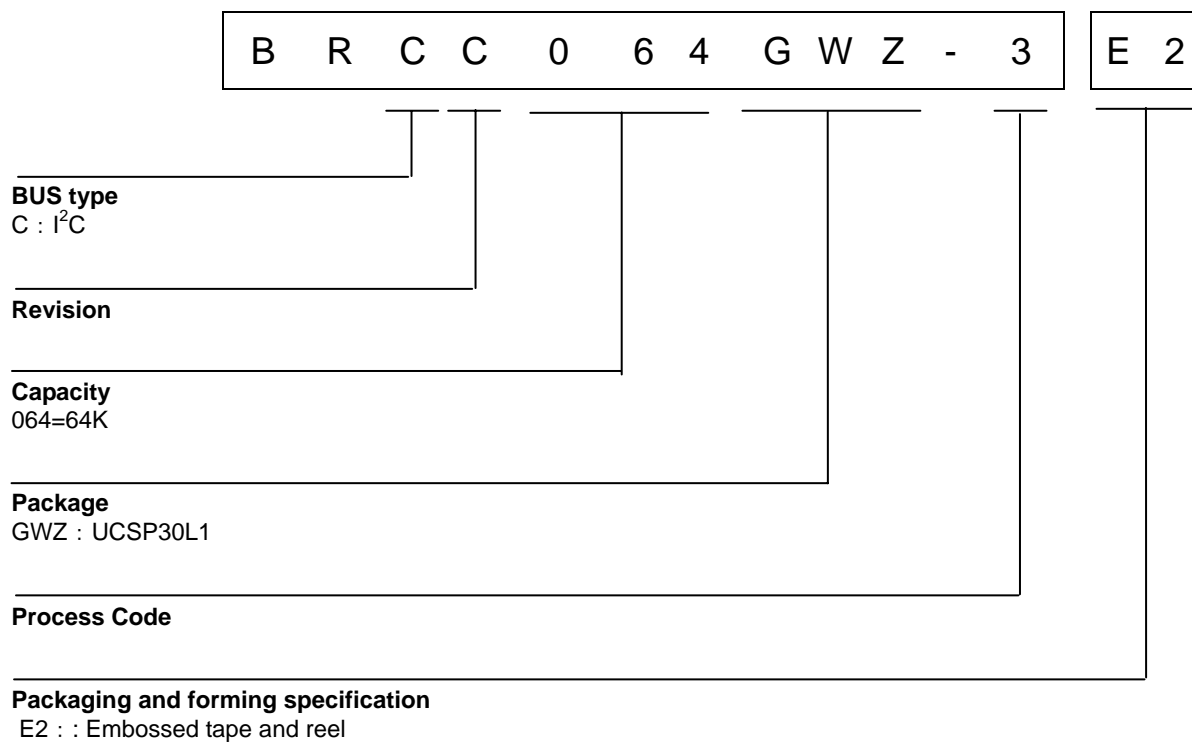 B R C C 0 6 4 G W Z - 3 E 2
BUS type
C : I²C
Revision
Capacity
064=64K
Package
GWZ : UCSP30L1
Process Code
Packaging and forming specification
E2 : : Embossed tape and reel